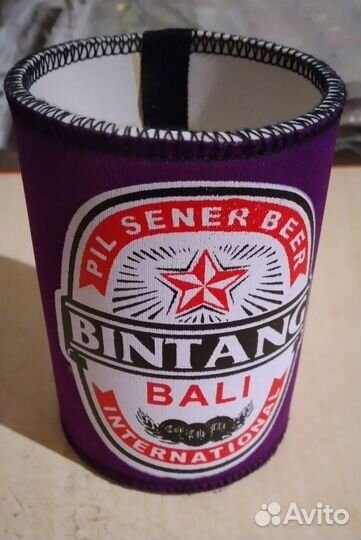 PIL SENER BEER
BINTANG
BALI
INTERNATIONAL
Avito